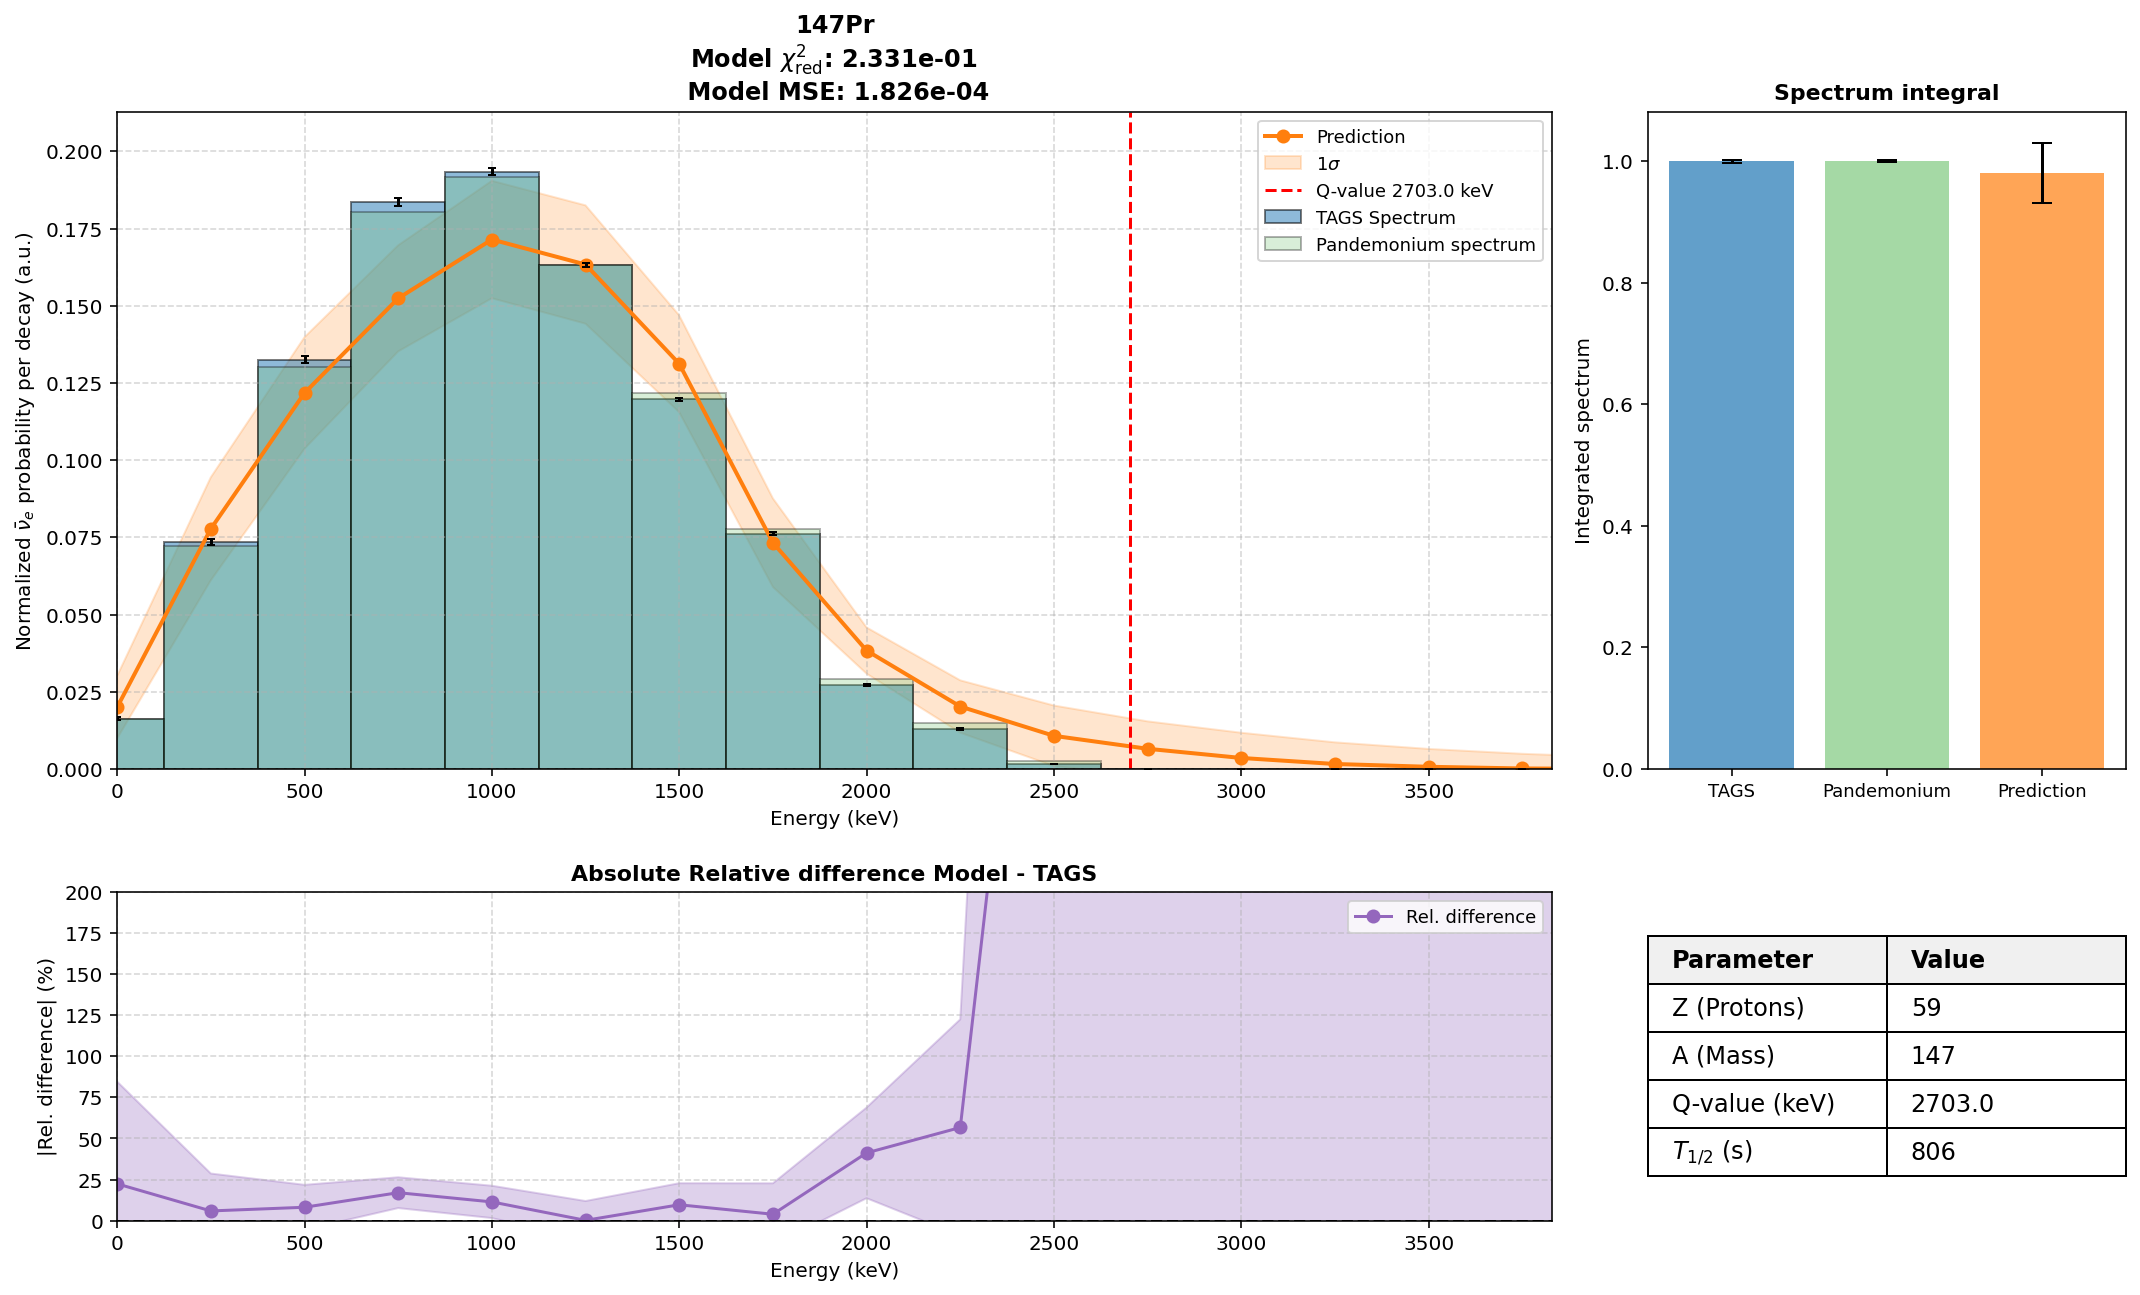 147Pr
Model χ²red: 2.331e-01
Model MSE: 1.826e-04
Normalized ν̄e probability per decay (a.u.)
0.200
0.175
0.150
0.125
0.100
0.075
0.050
0.025
0.000
Prediction
1σ
Q-value 2703.0 keV
TAGS Spectrum
Pandemonium spectrum
0 500 1000 1500 2000 2500 3000 3500
Energy (keV)
Spectrum integral
Integrated spectrum
1.0
0.8
0.6
0.4
0.2
0.0
TAGS Pandemonium Prediction
Absolute Relative difference Model - TAGS
|Rel. difference| (%)
200
175
150
125
100
75
50
25
0
Rel. difference
0 500 1000 1500 2000 2500 3000 3500
Energy (keV)
Parameter Value
Z (Protons) 59
A (Mass) 147
Q-value (keV) 2703.0
T1/2 (s) 806